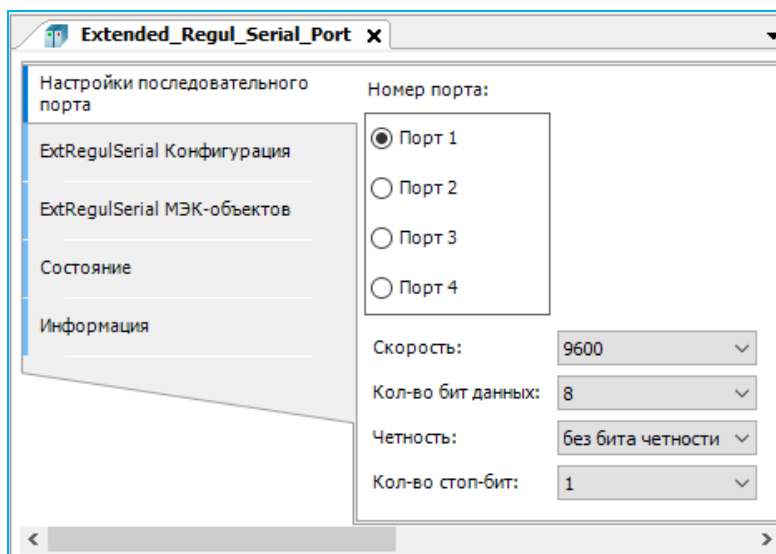 Extended_Regul_Serial_Port
Настройки последовательного
порта
ExtRegulSerial Конфигурация
ExtRegulSerial МЭК-объектов
Состояние
Информация
Номер порта:
Порт 1
Порт 2
Порт 3
Порт 4
Скорость: 9600
Кол-во бит данных: 8
Четность: без бита четности
Кол-во стоп-бит: 1